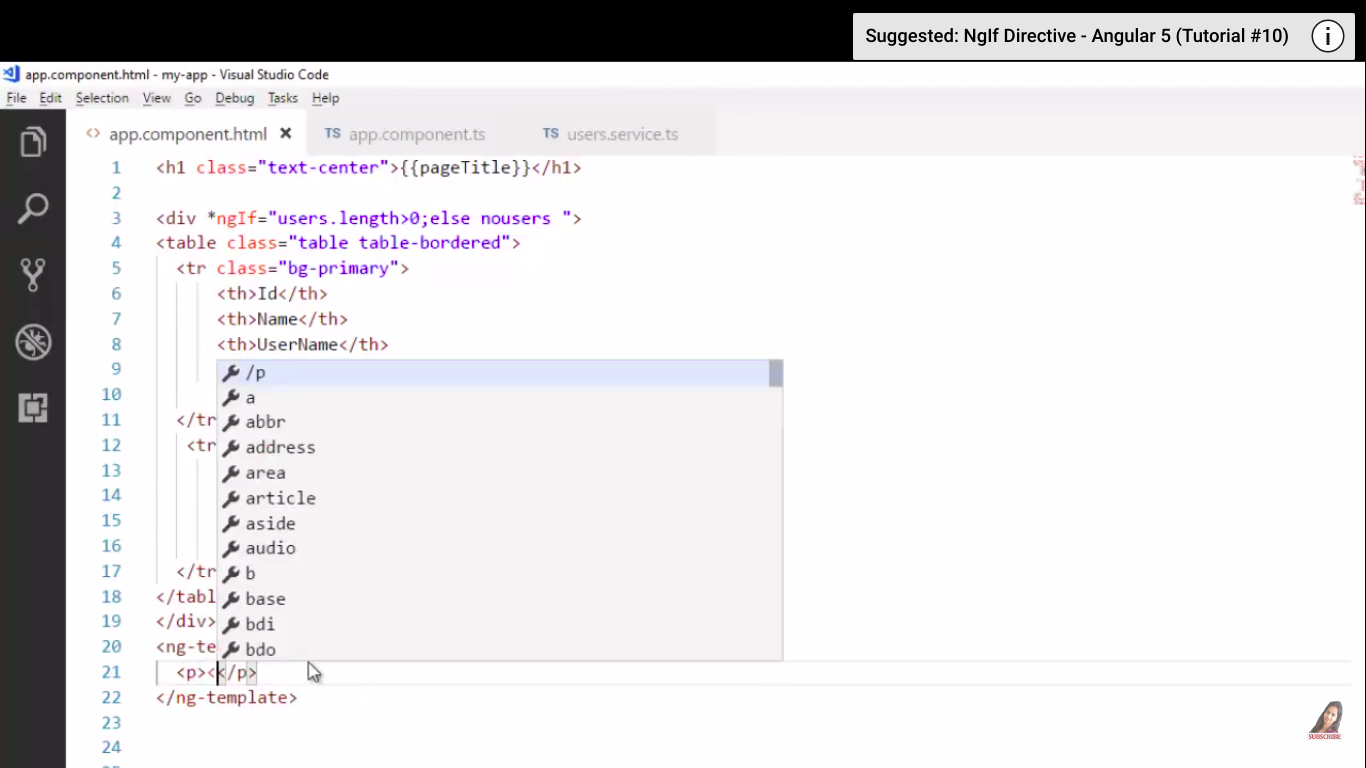 Suggested: NgIf Directive - Angular 5 (Tutorial #10)
app.component.html - my-app - Visual Studio Code
File Edit Selection View Go Debug Tasks Help
<> app.component.html × TS app.component.ts TS users.service.ts
1 <h1 class="text-center">{{pageTitle}}</h1>
2
3 <div *ngIf="users.length>0;else nousers ">
4 <table class="table table-bordered">
5 <tr class="bg-primary">
6 <th>Id</th>
7 <th>Name</th>
8 <th>UserName</th>
9 /p
10 a
abbr
11 </tr
12 <tr address
13 area
14 article
15 aside
16 audio
17 </tr b
18 </tabl base
19 </div> bdi
20 <ng-te bdo
21 <p><</p>
22 </ng-template>
23
24
SUBSCRIBE